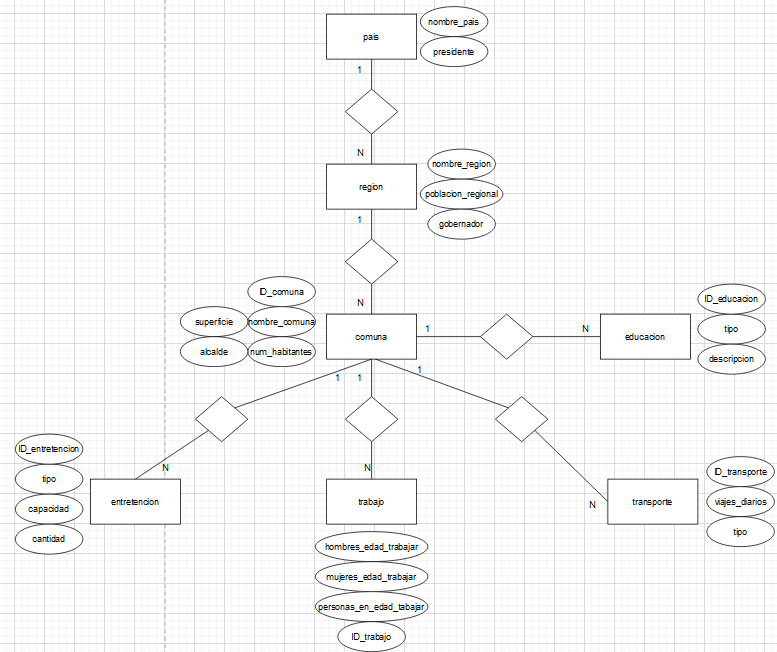 nombre_pais
pais
presidente
1
N
nombre_region
region
poblacion_regional
1
gobernador
ID_comuna
N
superficie
nombre_comuna
comuna
1
N
educacion
ID_educacion
tipo
descripcion
alcalde
num_habitantes
1
1
1
ID_entretencion
N
tipo
entretencion
capacidad
cantidad
N
trabajo
hombres_edad_trabajar
mujeres_edad_trabajar
personas_en_edad_tabajar
ID_trabajo
N
transporte
ID_transporte
viajes_diarios
tipo